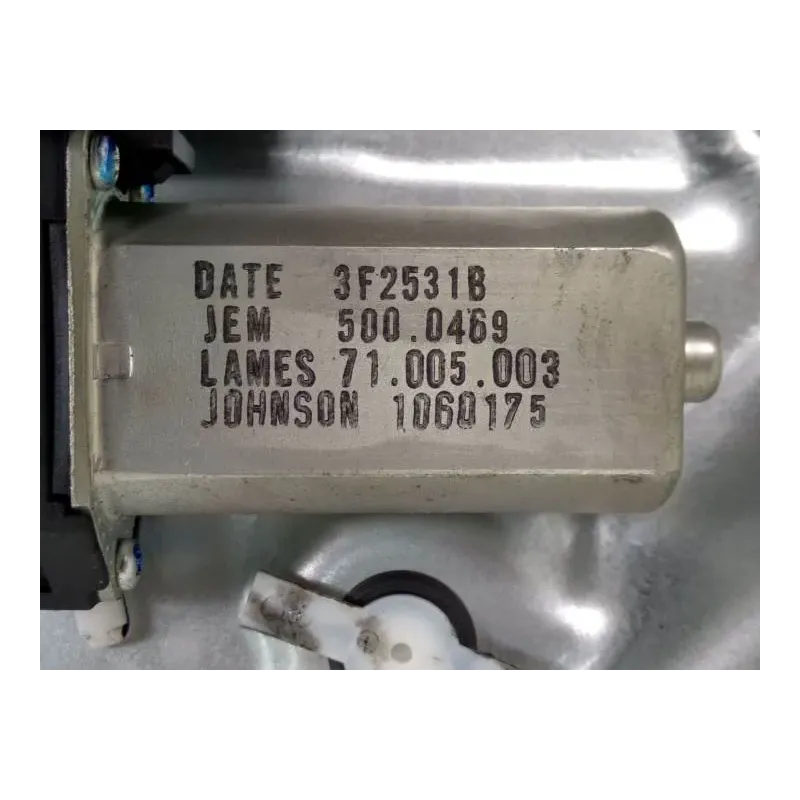 DATE 3F2531B
JEM 500.0469
LAMES 71.005.003
JOHNSON 1060175